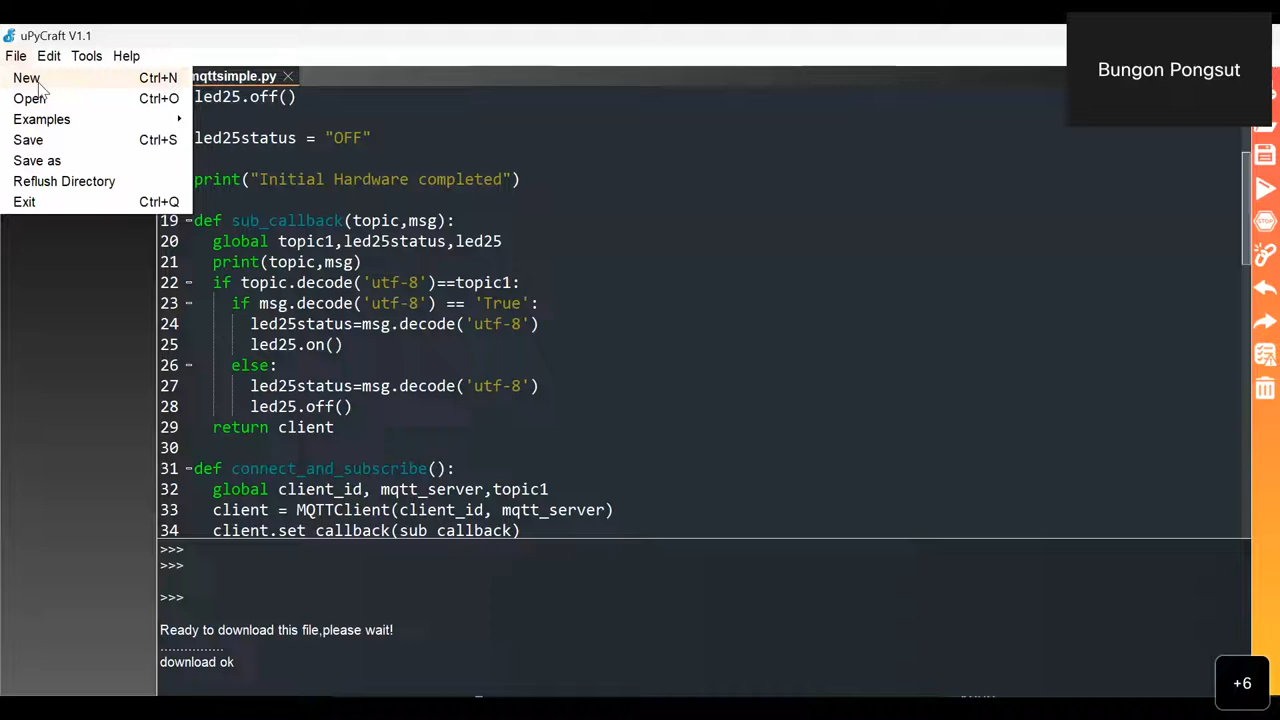 uPyCraft V1.1
File Edit Tools Help
New Ctrl+N
Open Ctrl+O
Examples
Save Ctrl+S
Save as
Reflush Directory
Exit Ctrl+Q
Bungon Pongsut
mqttsimple.py
led25.off()
led25status = "OFF"
print("Initial Hardware completed")
19 def sub_callback(topic,msg):
20 global topic1,led25status,led25
21 print(topic,msg)
22 if topic.decode('utf-8')==topic1:
23 if msg.decode('utf-8') == 'True':
24 led25status=msg.decode('utf-8')
25 led25.on()
26 else:
27 led25status=msg.decode('utf-8')
28 led25.off()
29 return client
30
31 def connect_and_subscribe():
32 global client_id, mqtt_server,topic1
33 client = MQTTClient(client_id, mqtt_server)
34 client.set_callback(sub_callback)
>>>
>>>
>>>
Ready to download this file,please wait!
...............
download ok
STOP
+6